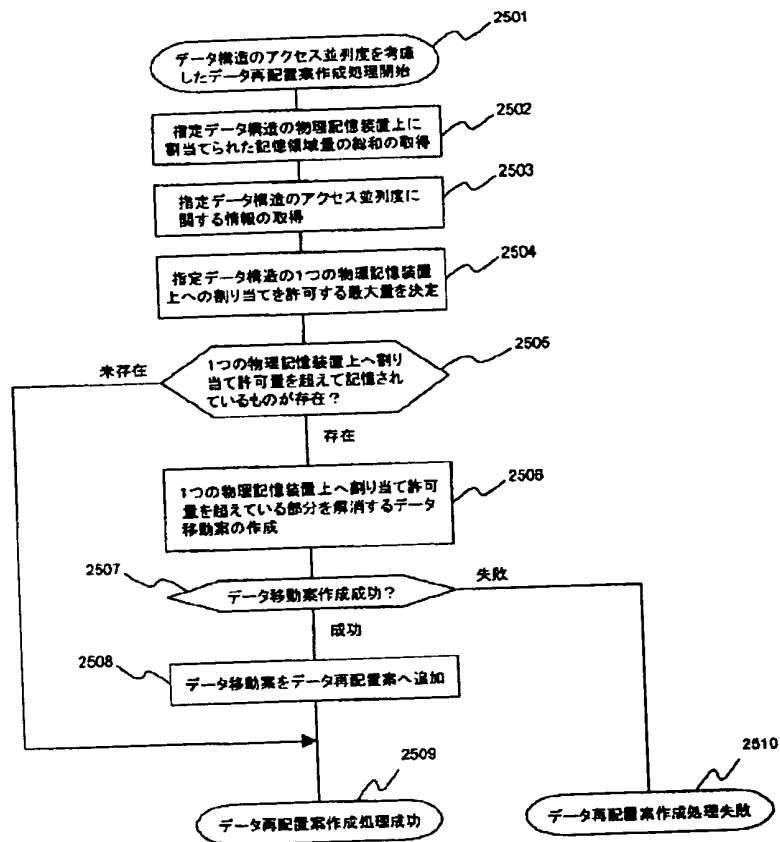 2501
データ構造のアクセス並列度を考慮
したデータ再配置案作成処理開始
2502
指定データ構造の物理記憶装置上に
割当てられた記憶領域量の総和の取得
2503
指定データ構造のアクセス並列度に
関する情報の取得
2504
指定データ構造の1つの物理記憶装置
上への割り当てを許可する最大量を決定
2505
1つの物理記憶装置上へ割り
当て許可量を超えて記憶され
ているものが存在?
未存在
存在
2506
1つの物理記憶装置上へ割り当て許可
量を超えている部分を解消するデータ
移動案の作成
2507
データ移動案作成成功?
失敗
成功
2508
データ移動案をデータ再配置案へ追加
2509
データ再配置案作成処理成功
2510
データ再配置案作成処理失敗